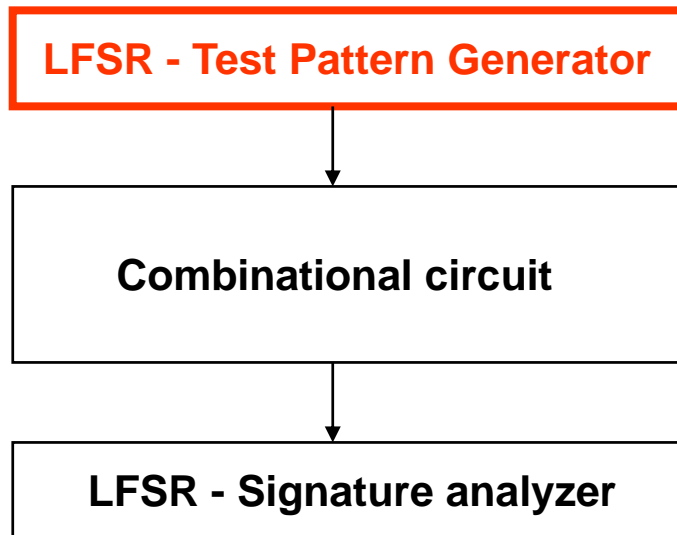 LFSR - Test Pattern Generator
Combinational circuit
LFSR - Signature analyzer